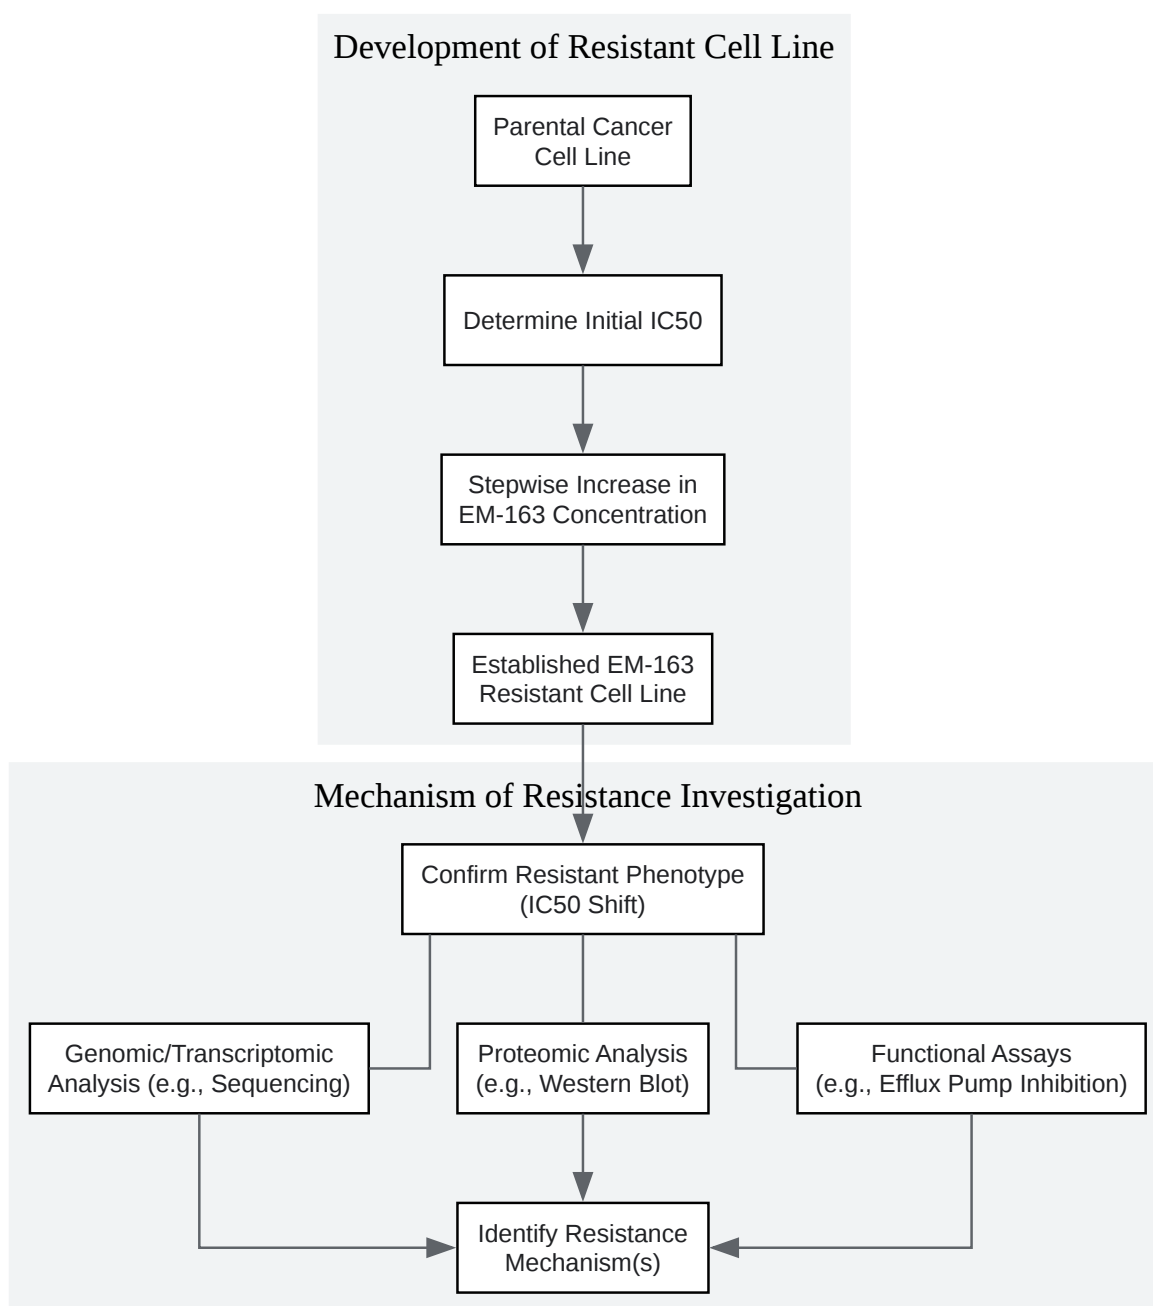 Development of Resistant Cell Line
Parental Cancer
Cell Line
Determine Initial IC50
Stepwise Increase in
EM-163 Concentration
Established EM-163
Resistant Cell Line
Mechanism of Resistance Investigation
Confirm Resistant Phenotype
(IC50 Shift)
Genomic/Transcriptomic
Analysis (e.g., Sequencing)
Proteomic Analysis
(e.g., Western Blot)
Functional Assays
(e.g., Efflux Pump Inhibition)
Identify Resistance
Mechanism(s)